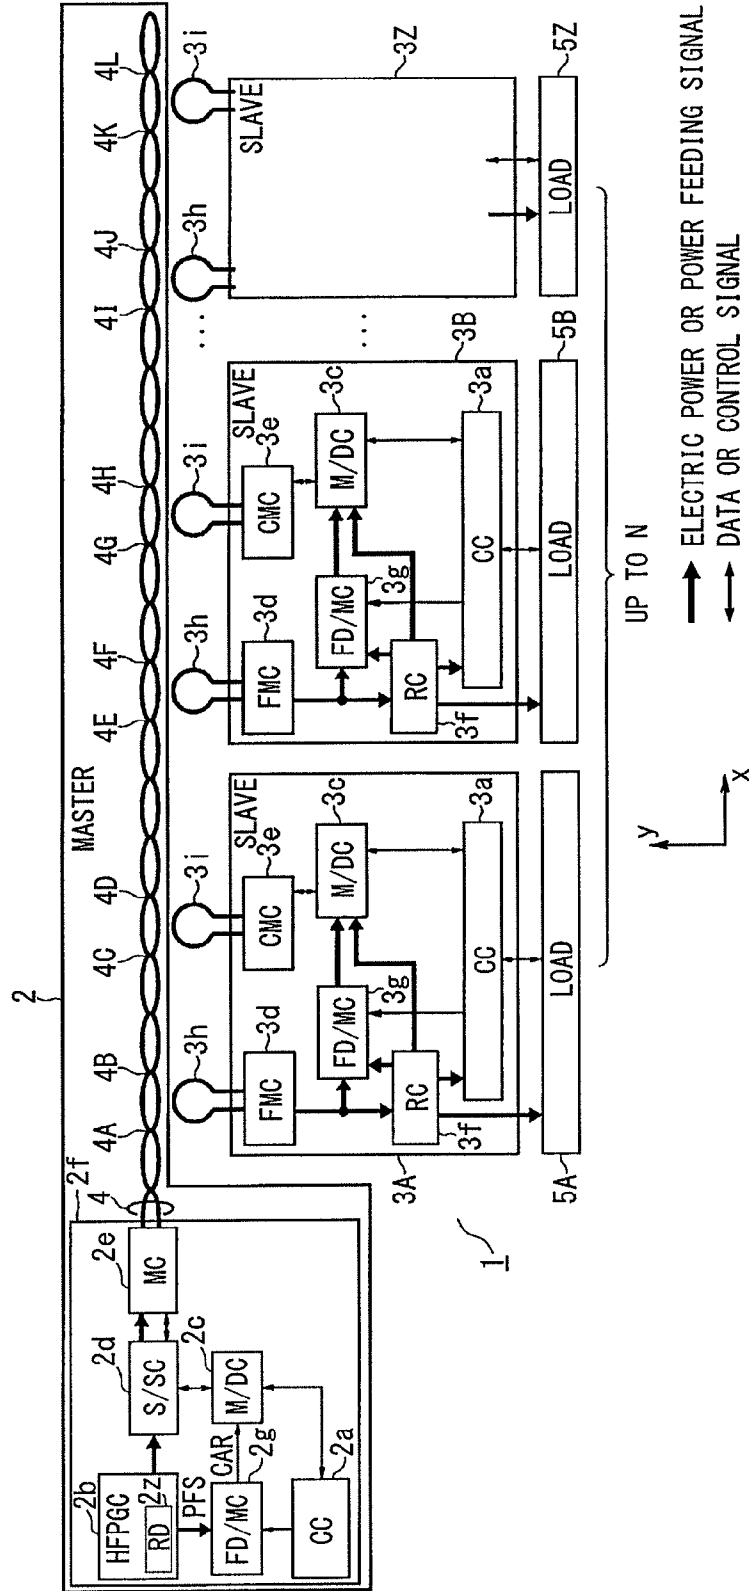 2
MASTER
4A
4B
4C
4D
4E
4F
4G
4H
4I
4J
4K
4L
2f
4
2b
HFPGC
RD
2z
2d
S/SC
2e
MC
PFS
CAR
2c
M/DC
FD/MC
2g
CC
2a
3h
3i
3h
3i
3h
3i
...
SLAVE
3d
FMC
3e
CMC
3c
M/DC
FD/MC
3g
RC
3f
3a
CC
3A
SLAVE
3d
FMC
3e
CMC
3c
M/DC
FD/MC
3g
RC
3f
3a
CC
3B
...
SLAVE
3Z
LOAD
5A
LOAD
5B
LOAD
5Z
UP TO N
1
y
x
ELECTRIC POWER OR POWER FEEDING SIGNAL
DATA OR CONTROL SIGNAL